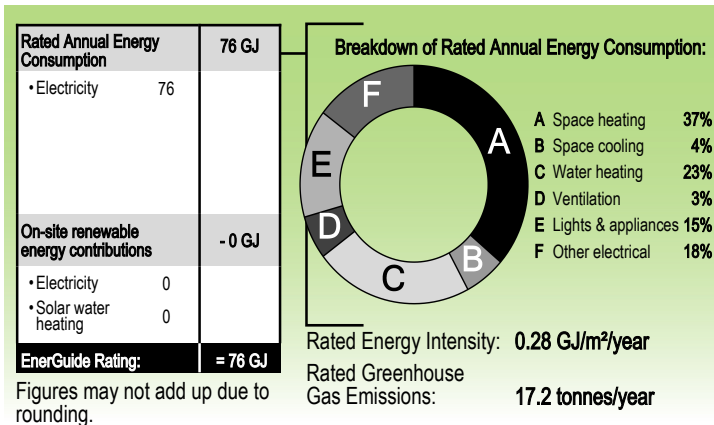 Rated Annual Energy
Consumption
76 GJ
• Electricity 76
On-site renewable
energy contributions
- 0 GJ
• Electricity 0
• Solar water
heating
0
EnerGuide Rating: = 76 GJ
Figures may not add up due to
rounding.
Breakdown of Rated Annual Energy Consumption:
A
B
C
D
E
F
A Space heating 37%
B Space cooling 4%
C Water heating 23%
D Ventilation 3%
E Lights & appliances 15%
F Other electrical 18%
Rated Energy Intensity: 0.28 GJ/m²/year
Rated Greenhouse
Gas Emissions: 17.2 tonnes/year